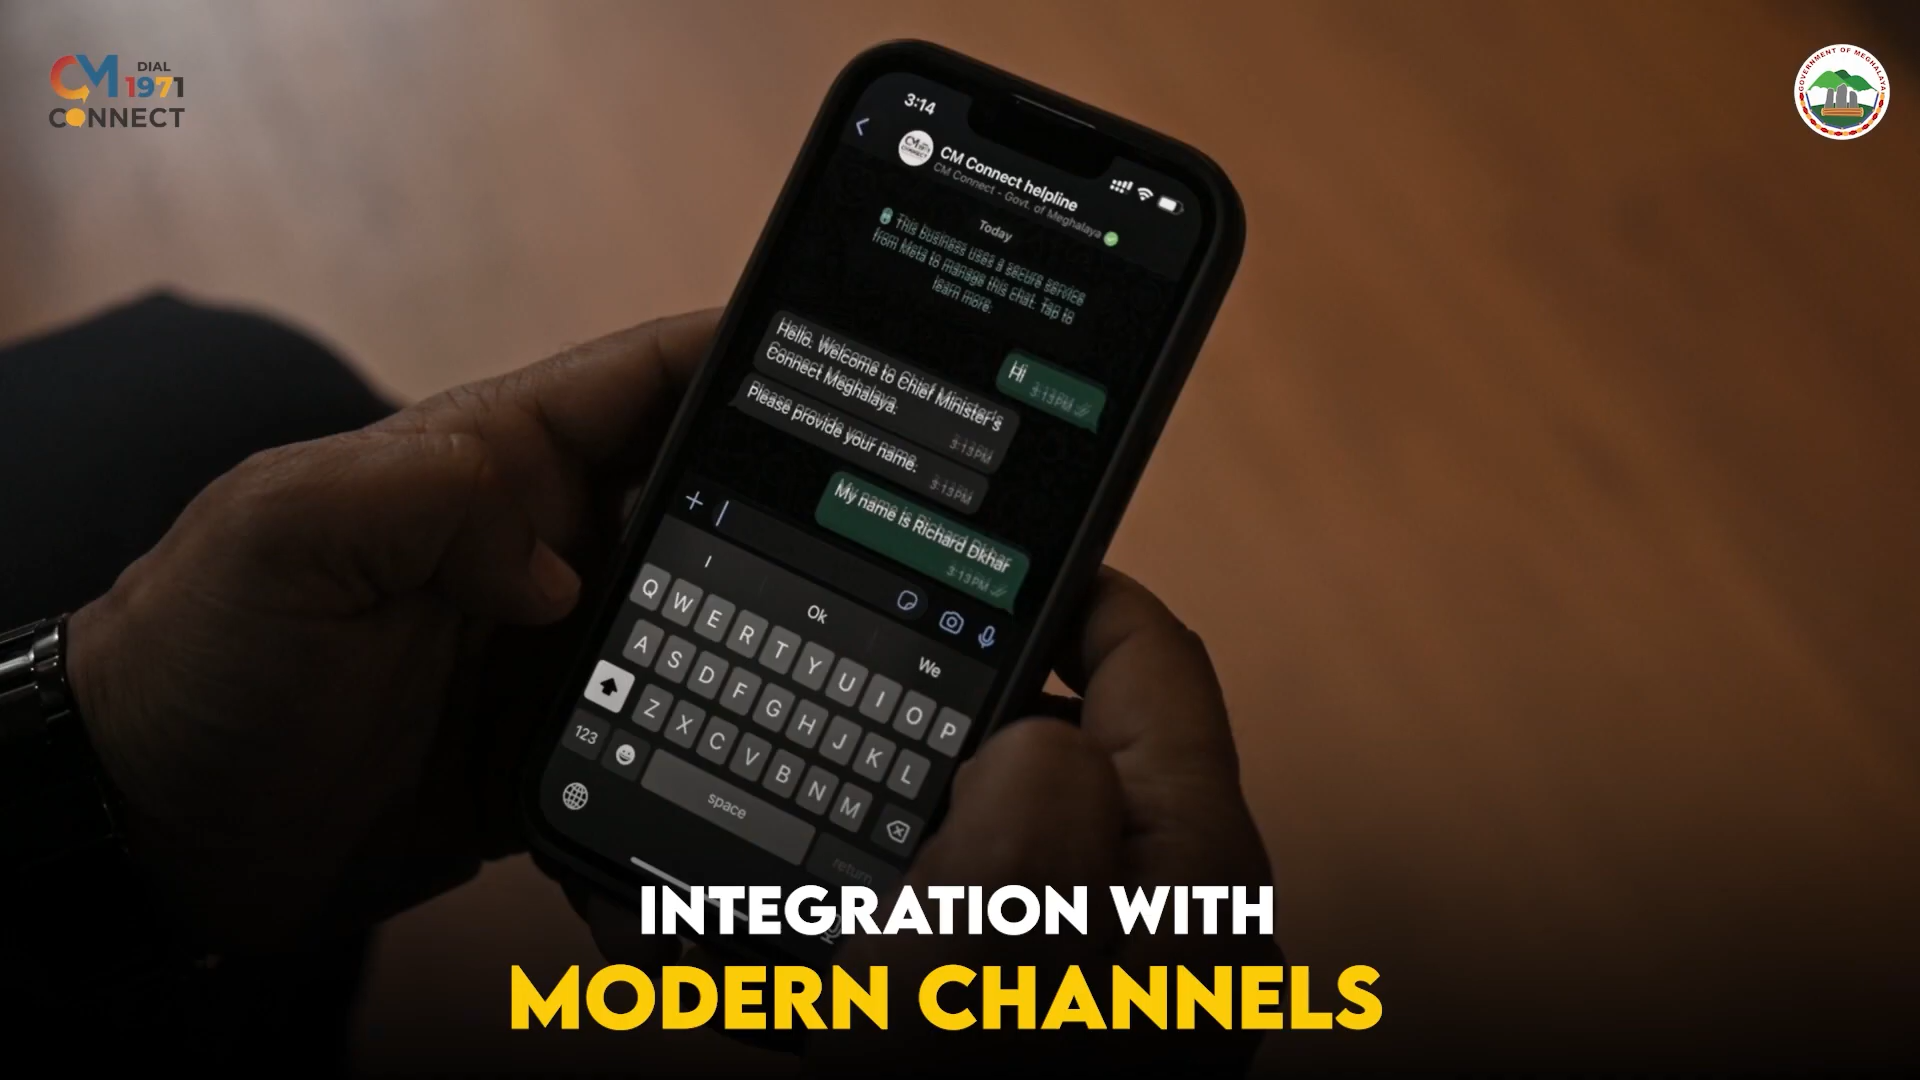 CM DIAL
1971
CONNECT
GOVERNMENT OF MEGHALAYA
3:14
CM Connect helpline
CM Connect - Govt. of Meghalaya
Today
This business uses a secure service
from Meta to manage this chat. Tap to
learn more.
Hi
3:13 PM
Hello. Welcome to Chief Minister's
Connect Meghalaya.
3:13 PM
Please provide your name.
3:13 PM
My name is Richard Dkhar
3:13 PM
I Ok We
Q W E R T Y U I O P
A S D F G H J K L
Z X C V B N M
123 space return
INTEGRATION WITH
MODERN CHANNELS